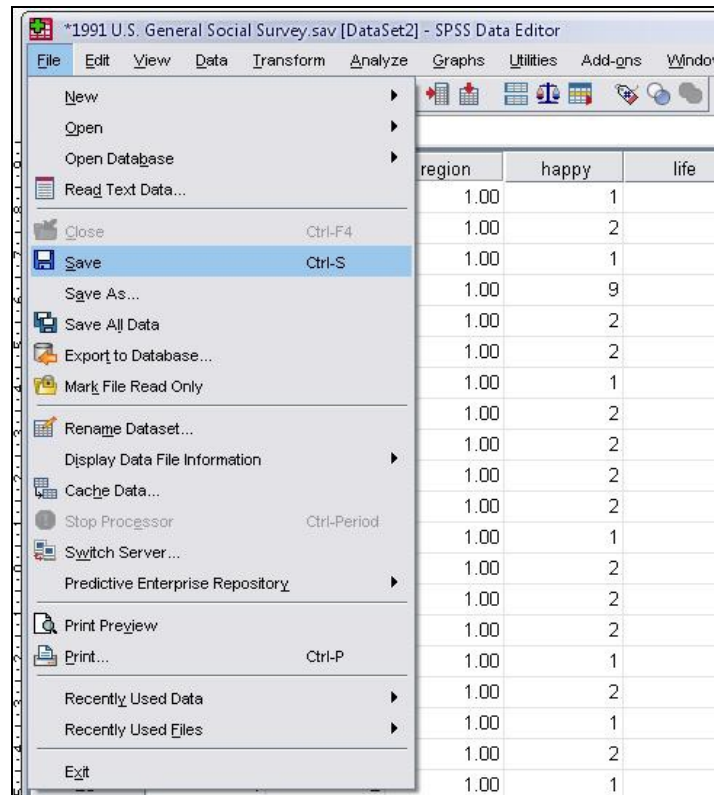 *1991 U.S. General Social Survey.sav [DataSet2] - SPSS Data Editor
File Edit View Data Transform Analyze Graphs Utilities Add-ons
New
Open
Open Database
Read Text Data...
Close Ctrl-F4
Save Ctrl-S
Save As...
Save All Data
Export to Database...
Mark File Read Only
Rename Dataset...
Display Data File Information
Cache Data...
Stop Processor Ctrl-Period
Switch Server...
Predictive Enterprise Repository
Print Preview
Print... Ctrl-P
Recently Used Data
Recently Used Files
Exit
region happy life
1.00 1
1.00 2
1.00 1
1.00 9
1.00 2
1.00 2
1.00 1
1.00 2
1.00 2
1.00 2
1.00 2
1.00 1
1.00 2
1.00 2
1.00 2
1.00 1
1.00 2
1.00 1
1.00 2
1.00 1